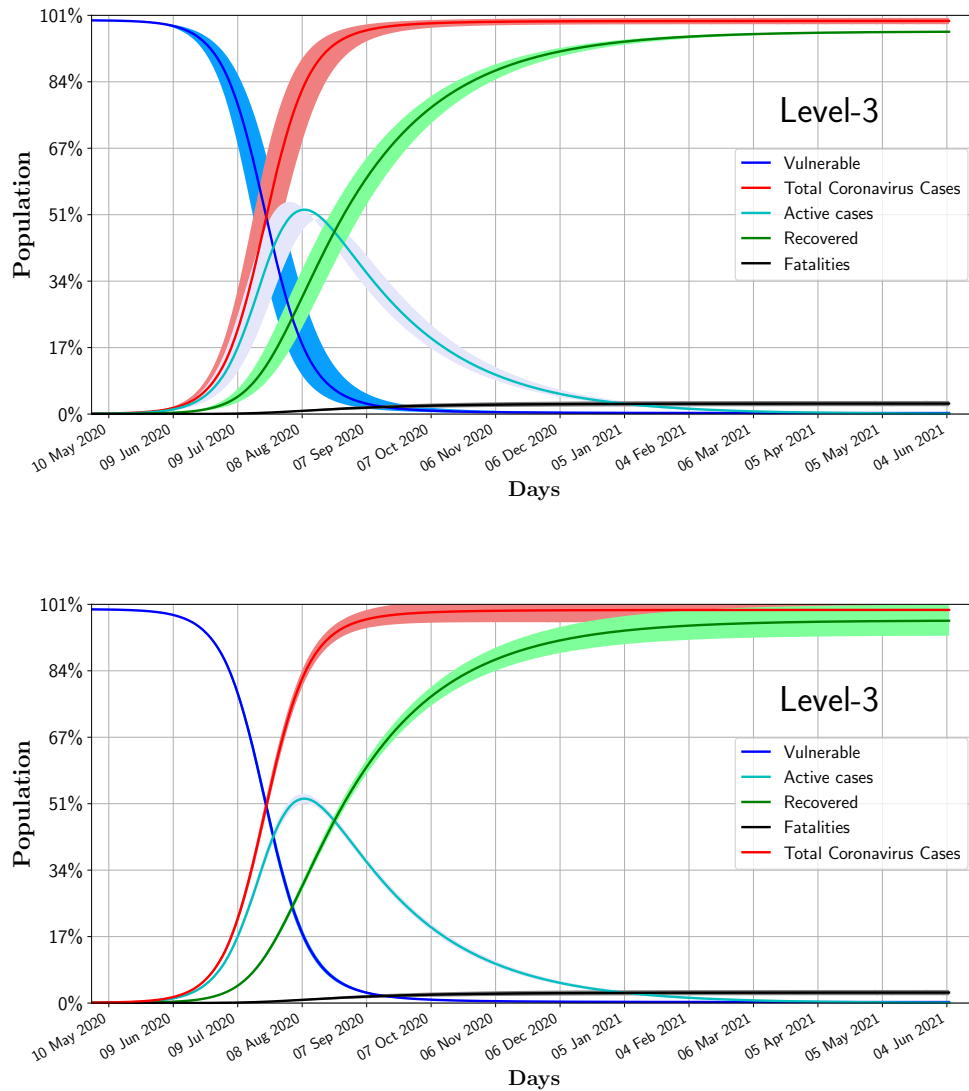 101%
84%
67%
51%
34%
17%
0%
Population
Level-3
Vulnerable
Total Coronavirus Cases
Active cases
Recovered
Fatalities
10 May 2020
09 Jun 2020
09 Jul 2020
08 Aug 2020
07 Sep 2020
07 Oct 2020
06 Nov 2020
06 Dec 2020
05 Jan 2021
04 Feb 2021
06 Mar 2021
05 Apr 2021
05 May 2021
04 Jun 2021
Days
101%
84%
67%
51%
34%
17%
0%
Population
Level-3
Vulnerable
Active cases
Recovered
Fatalities
Total Coronavirus Cases
10 May 2020
09 Jun 2020
09 Jul 2020
08 Aug 2020
07 Sep 2020
07 Oct 2020
06 Nov 2020
06 Dec 2020
05 Jan 2021
04 Feb 2021
06 Mar 2021
05 Apr 2021
05 May 2021
04 Jun 2021
Days